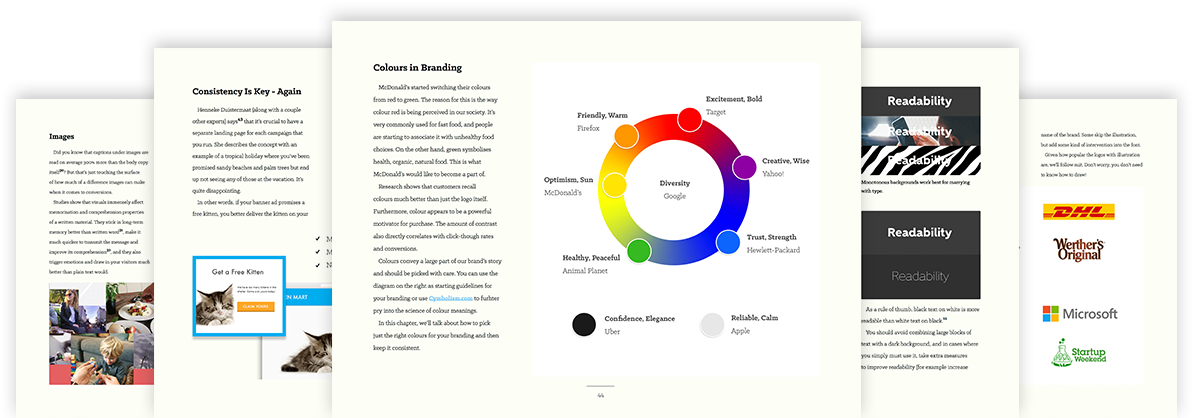 Images
Did you know that captions under images are
read on average 300% more than the body copy
itself? But that's just touching the surface
of how much of a difference images can make
when it comes to conversions.
Studies show that visuals immensely affect
memorisation and comprehension properties
of a written material. They stick in long-term
memory better than written word, make it
much quicker to transmit the message and
improve its comprehension, and they also
trigger emotions and drew in your visitors much
better than plain text would.
Consistency Is Key - Again
Henneke Duistermaat (along with a couple
other experts) says43 that it's crucial to have a
separate landing page for each campaign that
you run. She describes the concept with an
example of a tropical holiday where you've been
promised sandy beaches and palm trees but end
up not seeing any of those at the vacation. It's
quite disappointing.
In other words, if your banner ad promises a
free kitten, you better deliver the kitten on your
✔ M
✔ M
✔ N
Get a Free Kitten
CLAIM YOURS
EN MART
Colours in Branding
McDonald's started switching their colours
from red to green. The reason for this is the way
colour red is being perceived in our society. It's
very commonly used for fast food, and people
are starting to associate it with unhealthy food
choices. On the other hand, green symbolises
health, organic, natural food. This is what
McDonald's would like to become a part of.
Research shows that customers recall
colours much better than just the logo itself.
Furthermore, colour appears to be a powerful
motivator for purchase. The amount of contrast
also directly correlates with click-though rates
and conversions.
Colours convey a large part of our brand's story
and should be picked with care. You can use the
diagram on the right as starting guidelines for
your branding or use Cymbolism.com to further
pry into the science of colour meanings.
In this chapter, we'll talk about how to pick
just the right colours for your branding and then
keep it consistent.
Excitement, Bold
Target
Friendly, Warm
Firefox
Creative, Wise
Yahoo!
Optimism, Sun
McDonald's
Diversity
Google
Trust, Strength
Hewlett-Packard
Healthy, Peaceful
Animal Planet
Confidence, Elegance
Uber
Reliable, Calm
Apple
44
Readability
Readability
Readability
Monotonous backgrounds work best for marrying
with type.
Readability
Readability
As a rule of thumb, black text on white is more
readable than white text on black.
You should avoid combining large blocks of
text with a dark background, and in cases where
you simply must use it, take extra measures
to improve readability (for example increase
name of the brand. Some skip the illustration,
but add some kind of intervention into the font.
Given how popular the logos with illustration
are, we'll follow suit. Don't worry, you don't need
to know how to draw!
DHL
Werther's
Original
Microsoft
Startup
Weekend